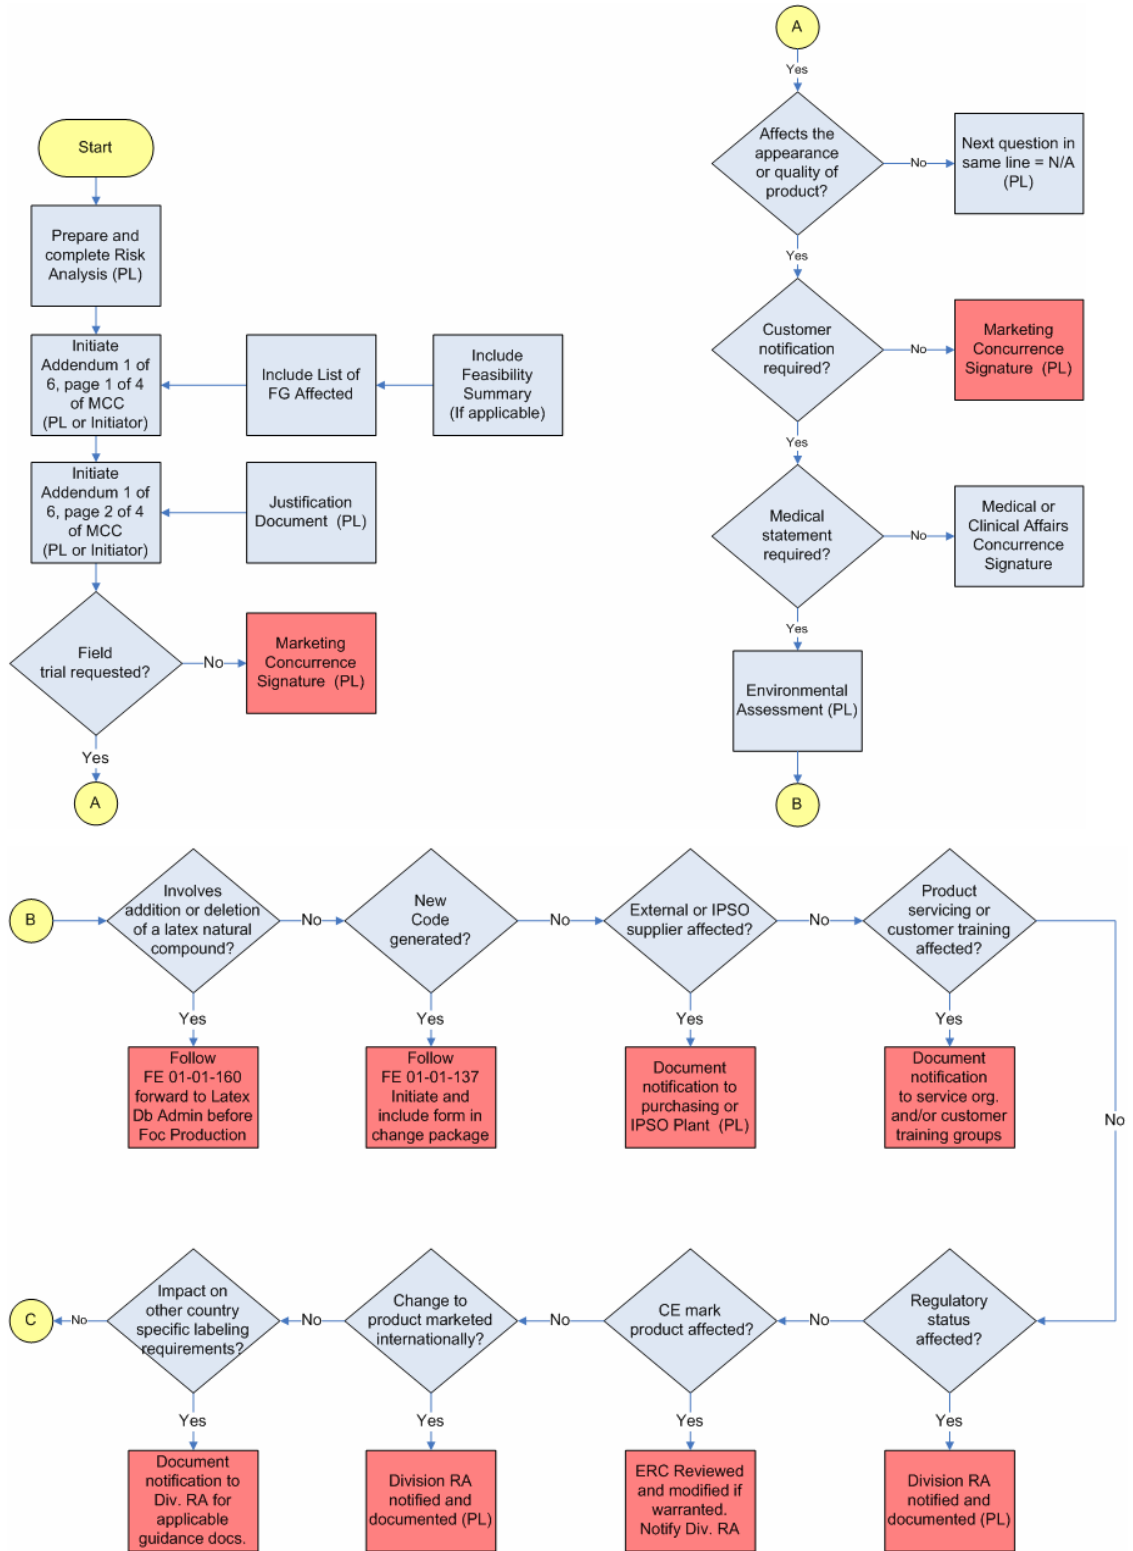 Start
Prepare and
complete Risk
Analysis (PL)
Initiate
Addendum 1 of
6, page 1 of 4
of MCC
(PL or Initiator)
Include List of
FG Affected
Include
Feasibility
Summary
(If applicable)
Initiate
Addendum 1 of
6, page 2 of 4
of MCC
(PL or Initiator)
Justification
Document (PL)
Field
trial requested?
No
Marketing
Concurrence
Signature (PL)
Yes
A
A
Yes
Affects the
appearance
or quality of
product?
No
Next question in
same line = N/A
(PL)
Yes
Customer
notification
required?
No
Marketing
Concurrence
Signature (PL)
Yes
Medical
statement
required?
No
Medical or
Clinical Affairs
Concurrence
Signature
Yes
Environmental
Assessment (PL)
B
B
Involves
addition or deletion
of a latex natural
compound?
No
New
Code
generated?
No
External or IPSO
supplier affected?
No
Product
servicing or
customer training
affected?
Yes
Yes
Yes
Yes
Follow
FE 01-01-160
forward to Latex
Db Admin before
Foc Production
Follow
FE 01-01-137
Initiate and
include form in
change package
Document
notification to
purchasing or
IPSO Plant (PL)
Document
notification
to service org.
and/or customer
training groups
No
C
No
Impact on
other country
specific labeling
requirements?
No
Change to
product marketed
internationally?
No
CE mark
product affected?
No
Regulatory
status
affected?
Yes
Yes
Yes
Yes
Document
notification to
Div. RA for
applicable
guidance docs.
Division RA
notified and
documented (PL)
ERC Reviewed
and modified if
warranted.
Notify Div. RA
Division RA
notified and
documented (PL)